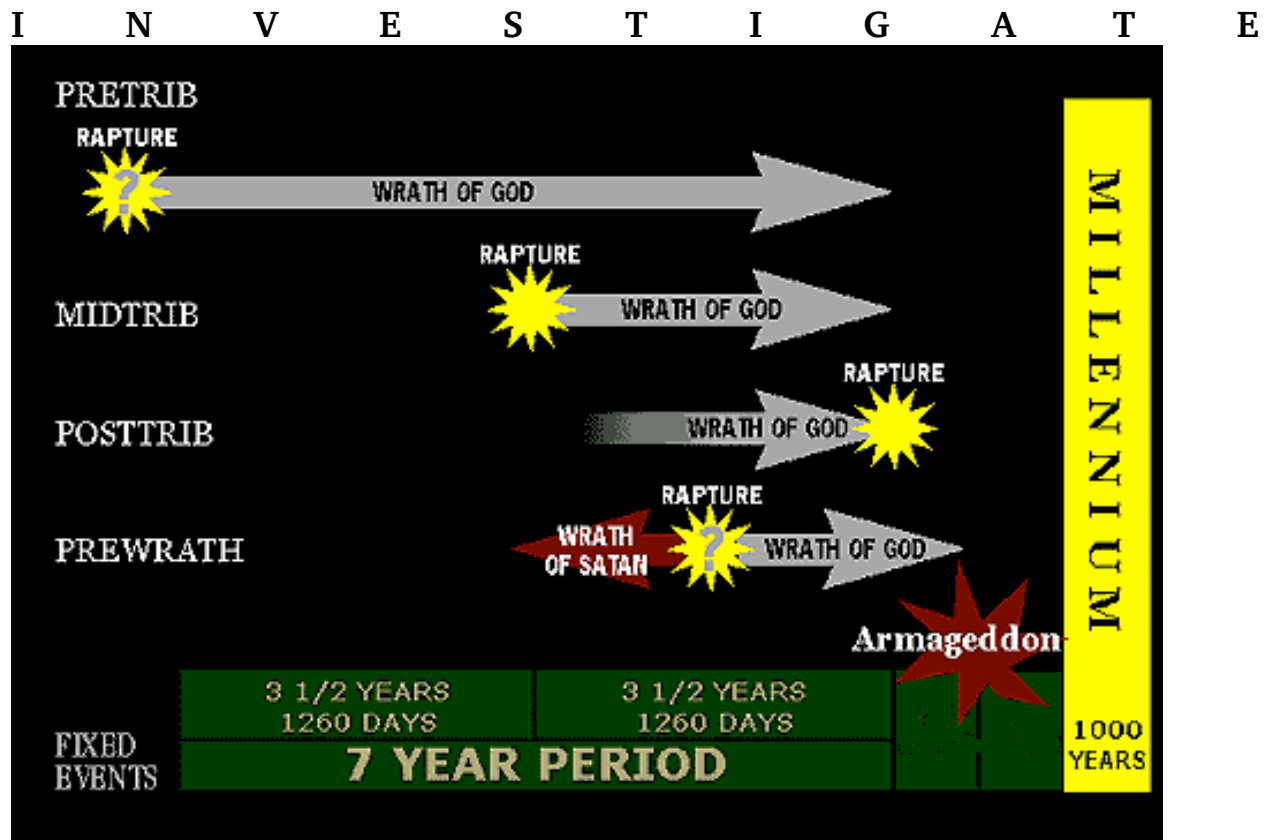 I N V E S T I G A T E
PRETRIB
RAPTURE
?
WRATH OF GOD
RAPTURE
MIDTRIB
WRATH OF GOD
RAPTURE
POSTTRIB
WRATH OF GOD
RAPTURE
PREWRATH
WRATH
OF SATAN
?
WRATH OF GOD
Armageddon
3 1/2 YEARS
1260 DAYS
3 1/2 YEARS
1260 DAYS
FIXED
EVENTS
7 YEAR PERIOD
MILLENNIUM
1000
YEARS